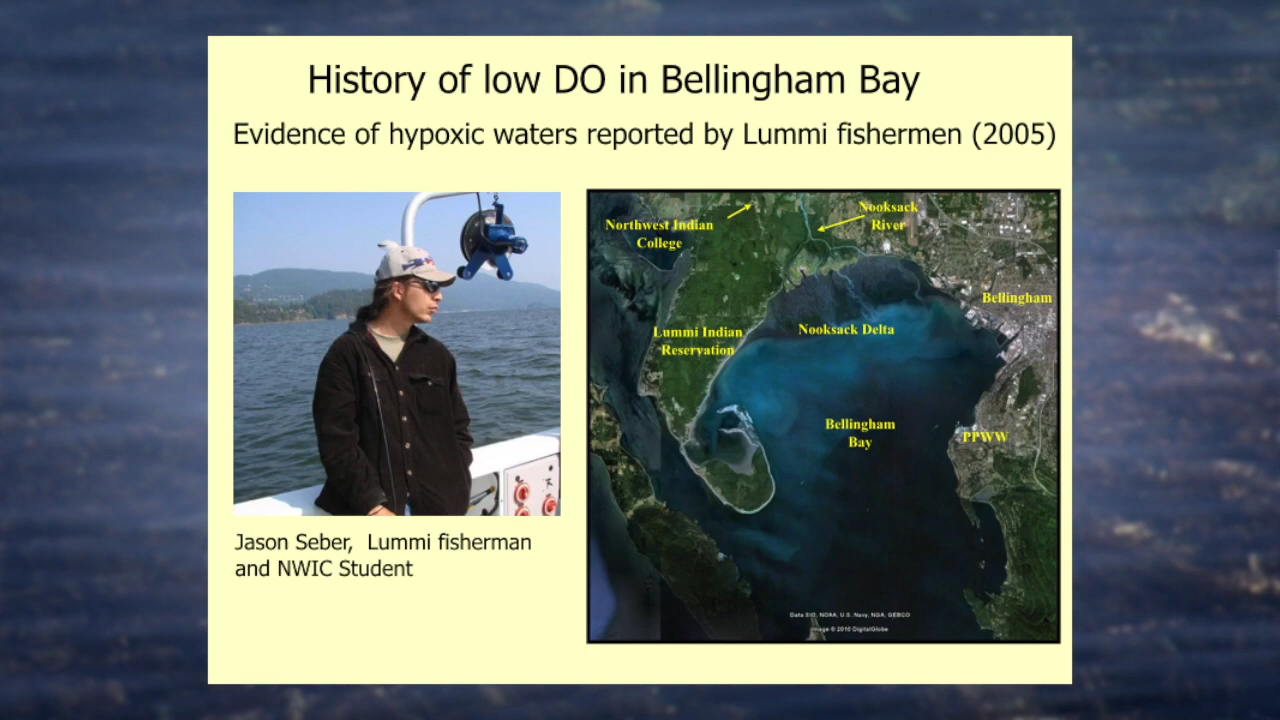 History of low DO in Bellingham Bay
Evidence of hypoxic waters reported by Lummi fishermen (2005)
Northwest Indian
College
Nooksack
River
Bellingham
Lummi Indian
Reservation
Nooksack Delta
Bellingham
Bay
PPWW
Data SIO, NOAA, U.S. Navy, NGA, GEBCO
Image © 2010 DigitalGlobe
Jason Seber,  Lummi fisherman
and NWIC Student